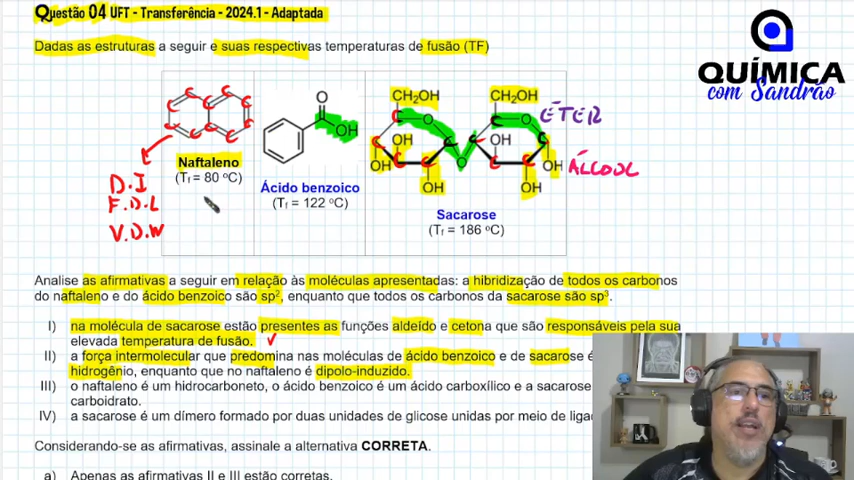 Questão 04 UFT - Transferência - 2024.1 - Adaptada
QUÍMICA
com Sandrão
Dadas as estruturas a seguir e suas respectivas temperaturas de fusão (TF)
Naftaleno
(Tf = 80 ºC)
D.I
F.D.L
V.D.W
O
OH
Ácido benzoico
(Tf = 122 ºC)
CH2OH CH2OH
O O ÉTER
OH OH
OH O OH ÁLCOOL
OH OH
Sacarose
(Tf = 186 ºC)
Analise as afirmativas a seguir em relação às moléculas apresentadas: a hibridização de todos os carbonos
do naftaleno e do ácido benzoico são sp2, enquanto que todos os carbonos da sacarose são sp3.
I) na molécula de sacarose estão presentes as funções aldeído e cetona que são responsáveis pela sua
elevada temperatura de fusão.
II) a força intermolecular que predomina nas moléculas de ácido benzoico e de sacarose é
hidrogênio, enquanto que no naftaleno é dipolo-induzido.
III) o naftaleno é um hidrocarboneto, o ácido benzoico é um ácido carboxílico e a sacarose
carboidrato.
IV) a sacarose é um dímero formado por duas unidades de glicose unidas por meio de
Considerando-se as afirmativas, assinale a alternativa CORRETA.
a) Apenas as afirmativas II e III estão corretas.